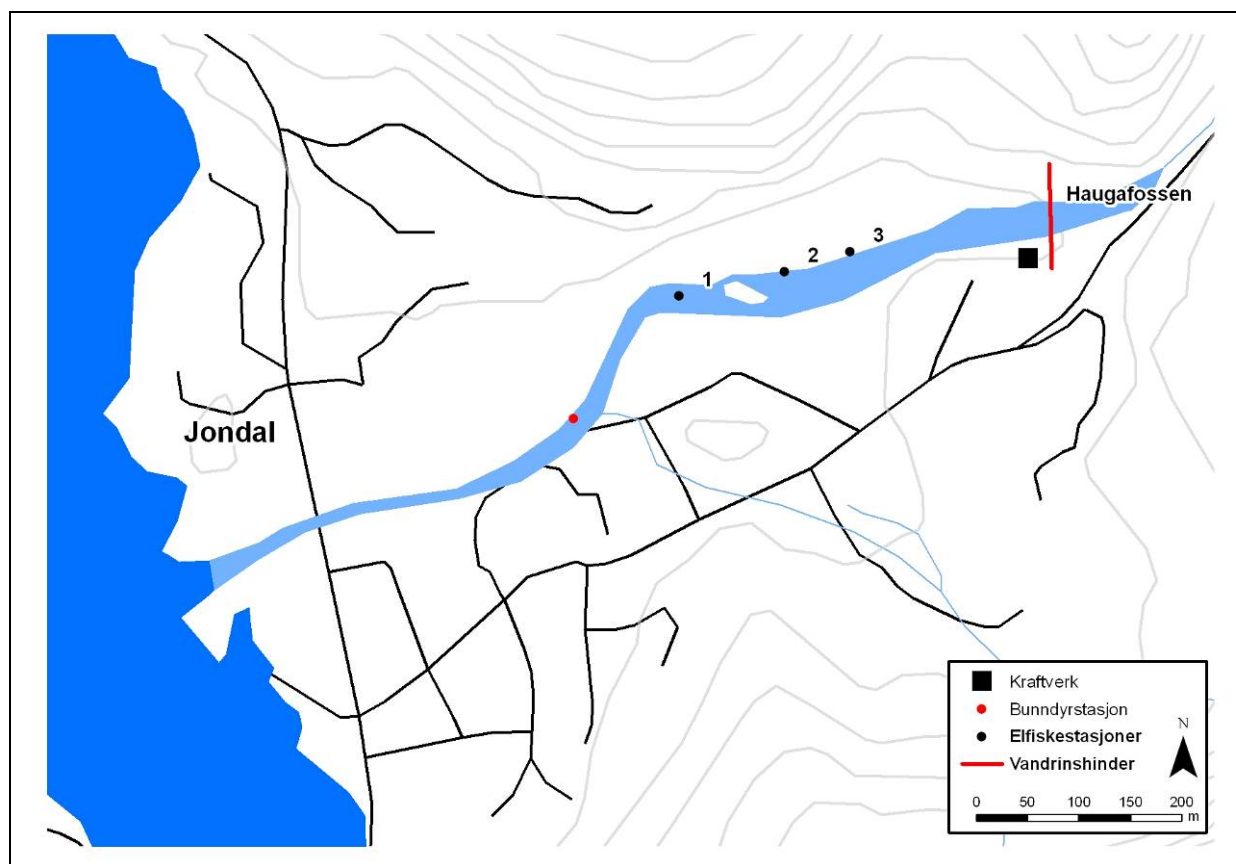 Haugafossen
3
2
1
Jondal
Kraftverk
Bunndyrstasjon
N
Elfiskestasjoner
Vandrinshinder
0 50 100 150 200
m